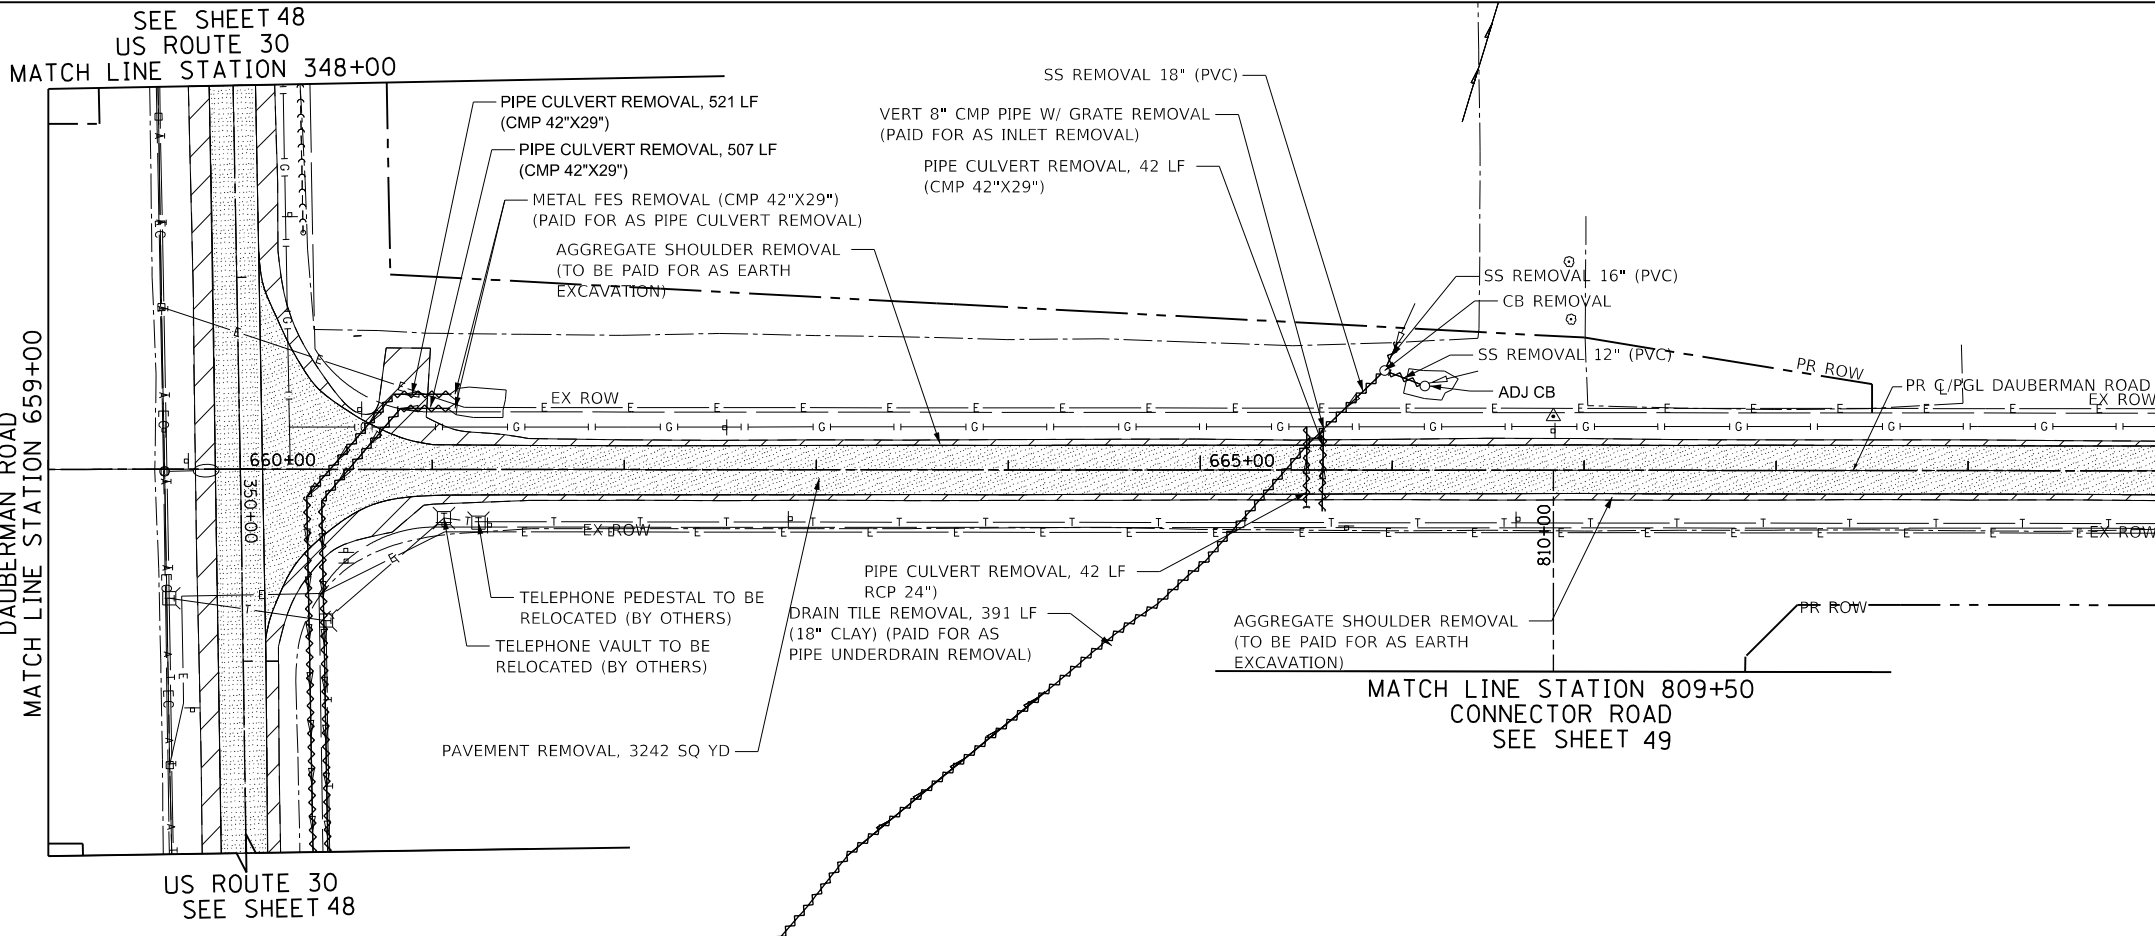 SEE SHEET 48
US ROUTE 30
MATCH LINE STATION 348+00
DAUBERMAN ROAD
MATCH LINE STATION 659+00
PIPE CULVERT REMOVAL, 521 LF
(CMP 42"X29")
PIPE CULVERT REMOVAL, 507 LF
(CMP 42"X29")
METAL FES REMOVAL (CMP 42"X29")
(PAID FOR AS PIPE CULVERT REMOVAL)
AGGREGATE SHOULDER REMOVAL
(TO BE PAID FOR AS EARTH
EXCAVATION)
SS REMOVAL 18" (PVC)
VERT 8" CMP PIPE W/ GRATE REMOVAL
(PAID FOR AS INLET REMOVAL)
PIPE CULVERT REMOVAL, 42 LF
(CMP 42"X29")
SS REMOVAL 16" (PVC)
CB REMOVAL
SS REMOVAL 12" (PVC)
ADJ CB
PR ROW
PR ℄/PGL DAUBERMAN ROAD
EX ROW
EX ROW
660+00
665+00
350+00
810+00
EX ROW
EX ROW
TELEPHONE PEDESTAL TO BE
RELOCATED (BY OTHERS)
TELEPHONE VAULT TO BE
RELOCATED (BY OTHERS)
PAVEMENT REMOVAL, 3242 SQ YD
PIPE CULVERT REMOVAL, 42 LF
RCP 24")
DRAIN TILE REMOVAL, 391 LF
(18" CLAY) (PAID FOR AS
PIPE UNDERDRAIN REMOVAL)
AGGREGATE SHOULDER REMOVAL
(TO BE PAID FOR AS EARTH
EXCAVATION)
PR ROW
MATCH LINE STATION 809+50
CONNECTOR ROAD
SEE SHEET 49
US ROUTE 30
SEE SHEET 48